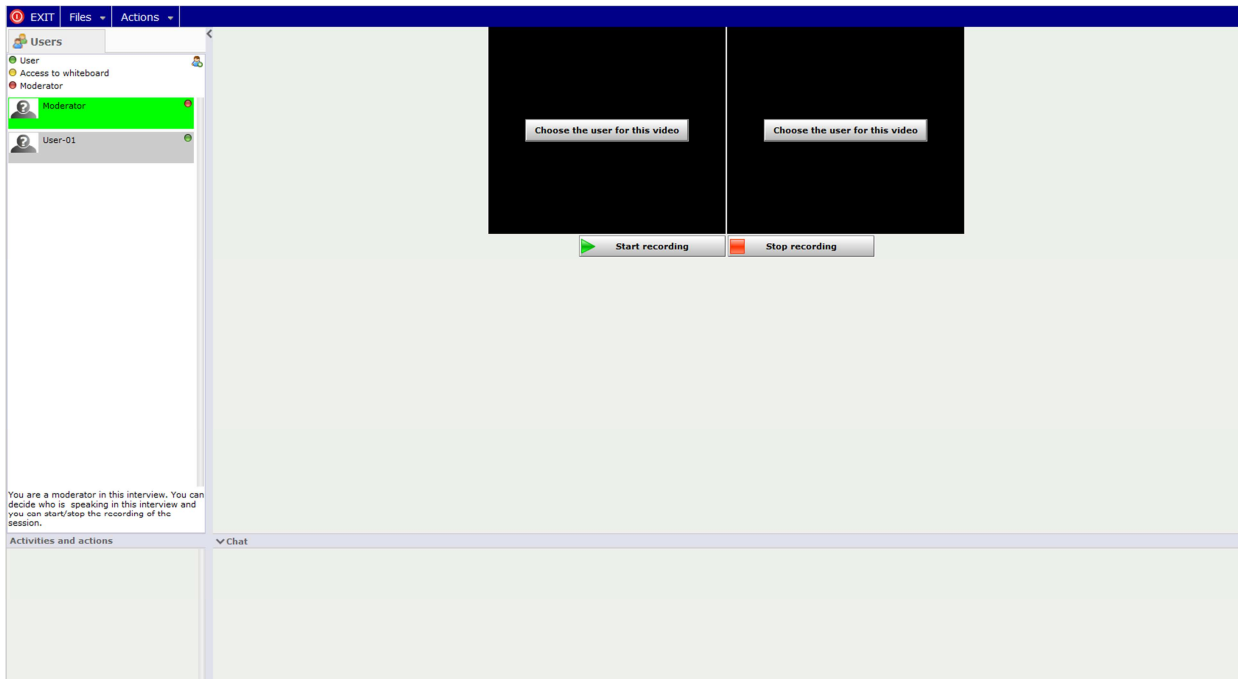 EXIT Files Actions
Users
User
Access to whiteboard
Moderator
Moderator
User-01
Choose the user for this video
Choose the user for this video
Start recording
Stop recording
You are a moderator in this interview. You can
decide who is speaking in this interview and
you can start/stop the recording of the
session.
Activities and actions
Chat